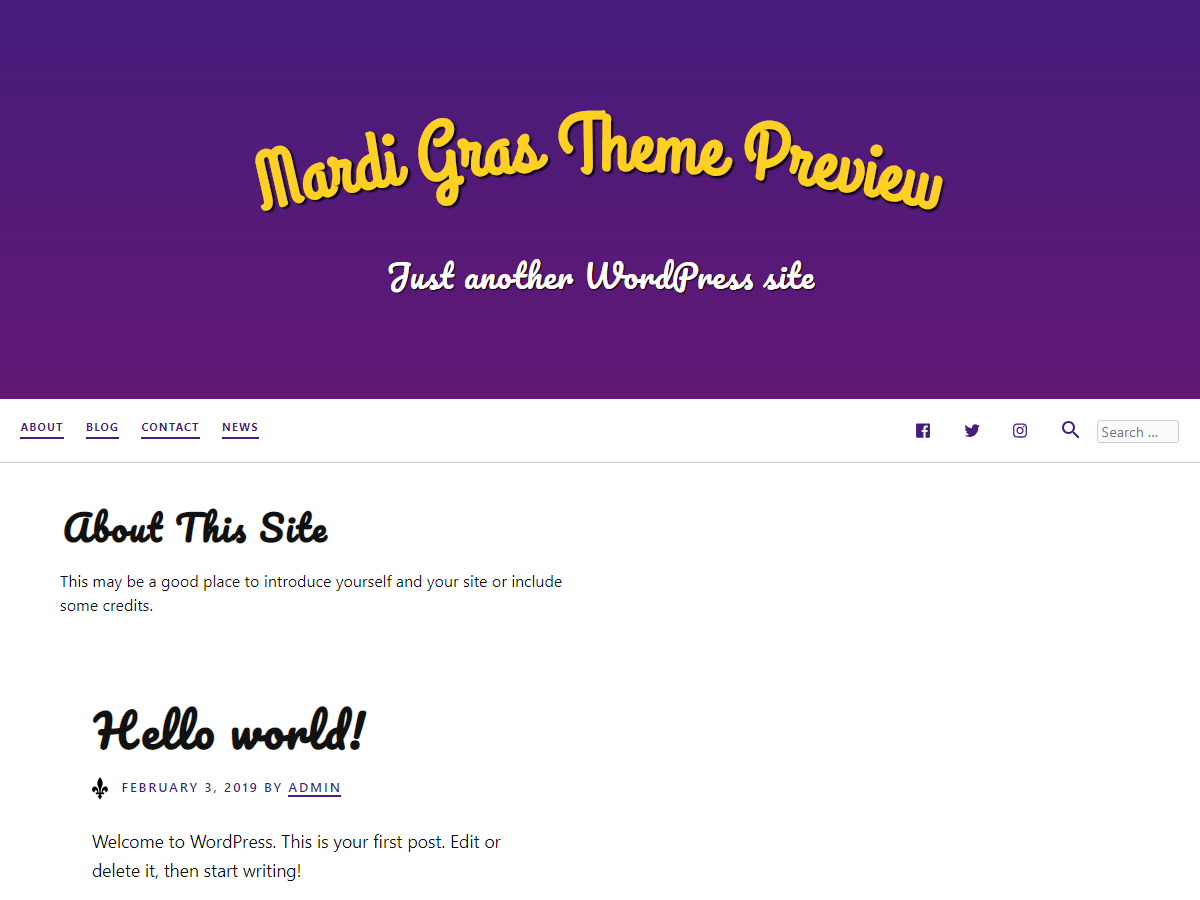 Mardi Gras Theme Preview
Just another WordPress site
ABOUT BLOG CONTACT NEWS Search ...
About This Site
This may be a good place to introduce yourself and your site or include
some credits.
Hello world!
FEBRUARY 3, 2019 BY ADMIN
Welcome to WordPress. This is your first post. Edit or
delete it, then start writing!